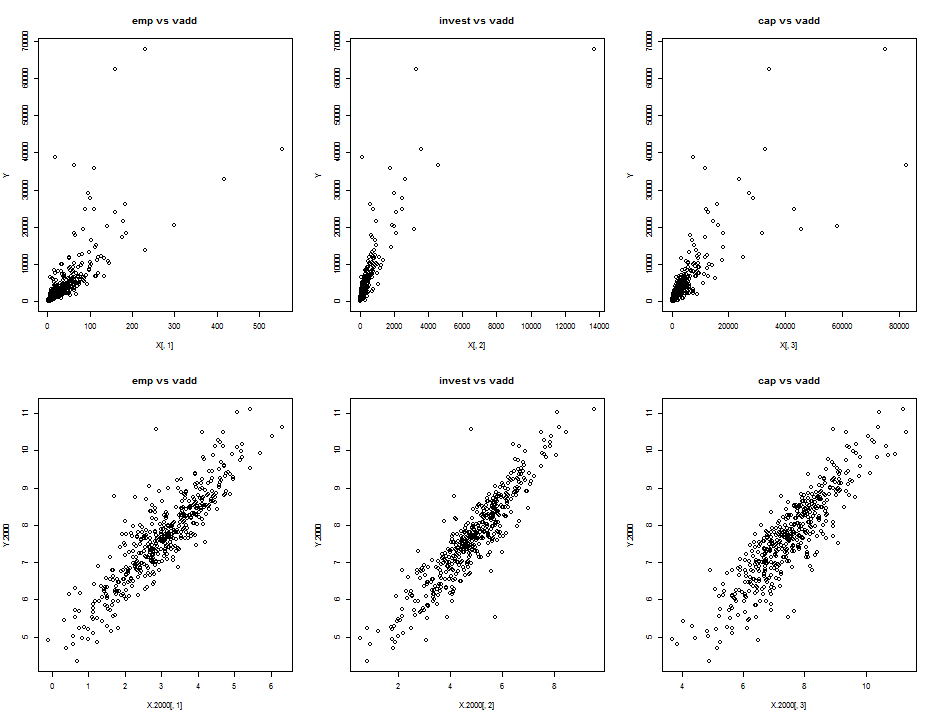 emp vs vadd
invest vs vadd
cap vs vadd
Y
0 10000 20000 30000 40000 50000 60000 70000
0 100 200 300 400 500
X[, 1]
Y
0 10000 20000 30000 40000 50000 60000 70000
0 2000 4000 6000 8000 10000 12000 14000
X[, 2]
Y
0 10000 20000 30000 40000 50000 60000 70000
0 20000 40000 60000 80000
X[, 3]
emp vs vadd
invest vs vadd
cap vs vadd
Y.2000
5 6 7 8 9 10 11
0 1 2 3 4 5 6
X.2000[, 1]
Y.2000
5 6 7 8 9 10 11
2 4 6 8
X.2000[, 2]
Y.2000
5 6 7 8 9 10 11
4 6 8 10
X.2000[, 3]